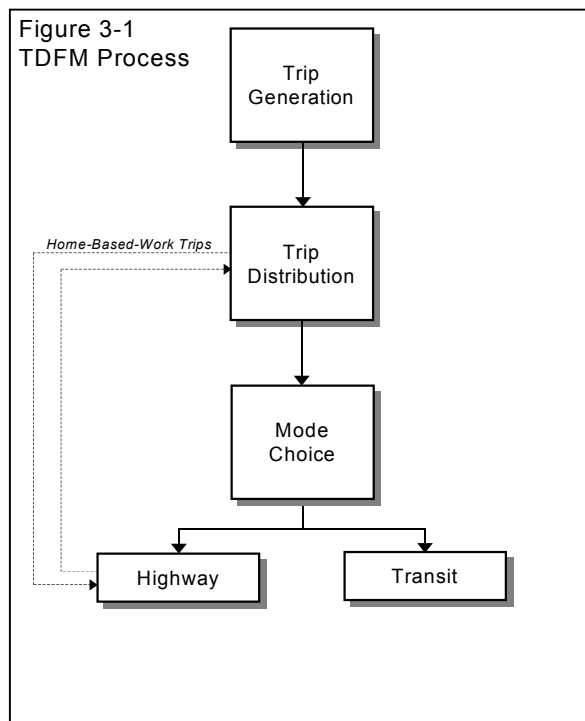 Figure 3-1
TDFM Process
Trip
Generation
Home-Based-Work Trips
Trip
Distribution
Mode
Choice
Highway
Transit